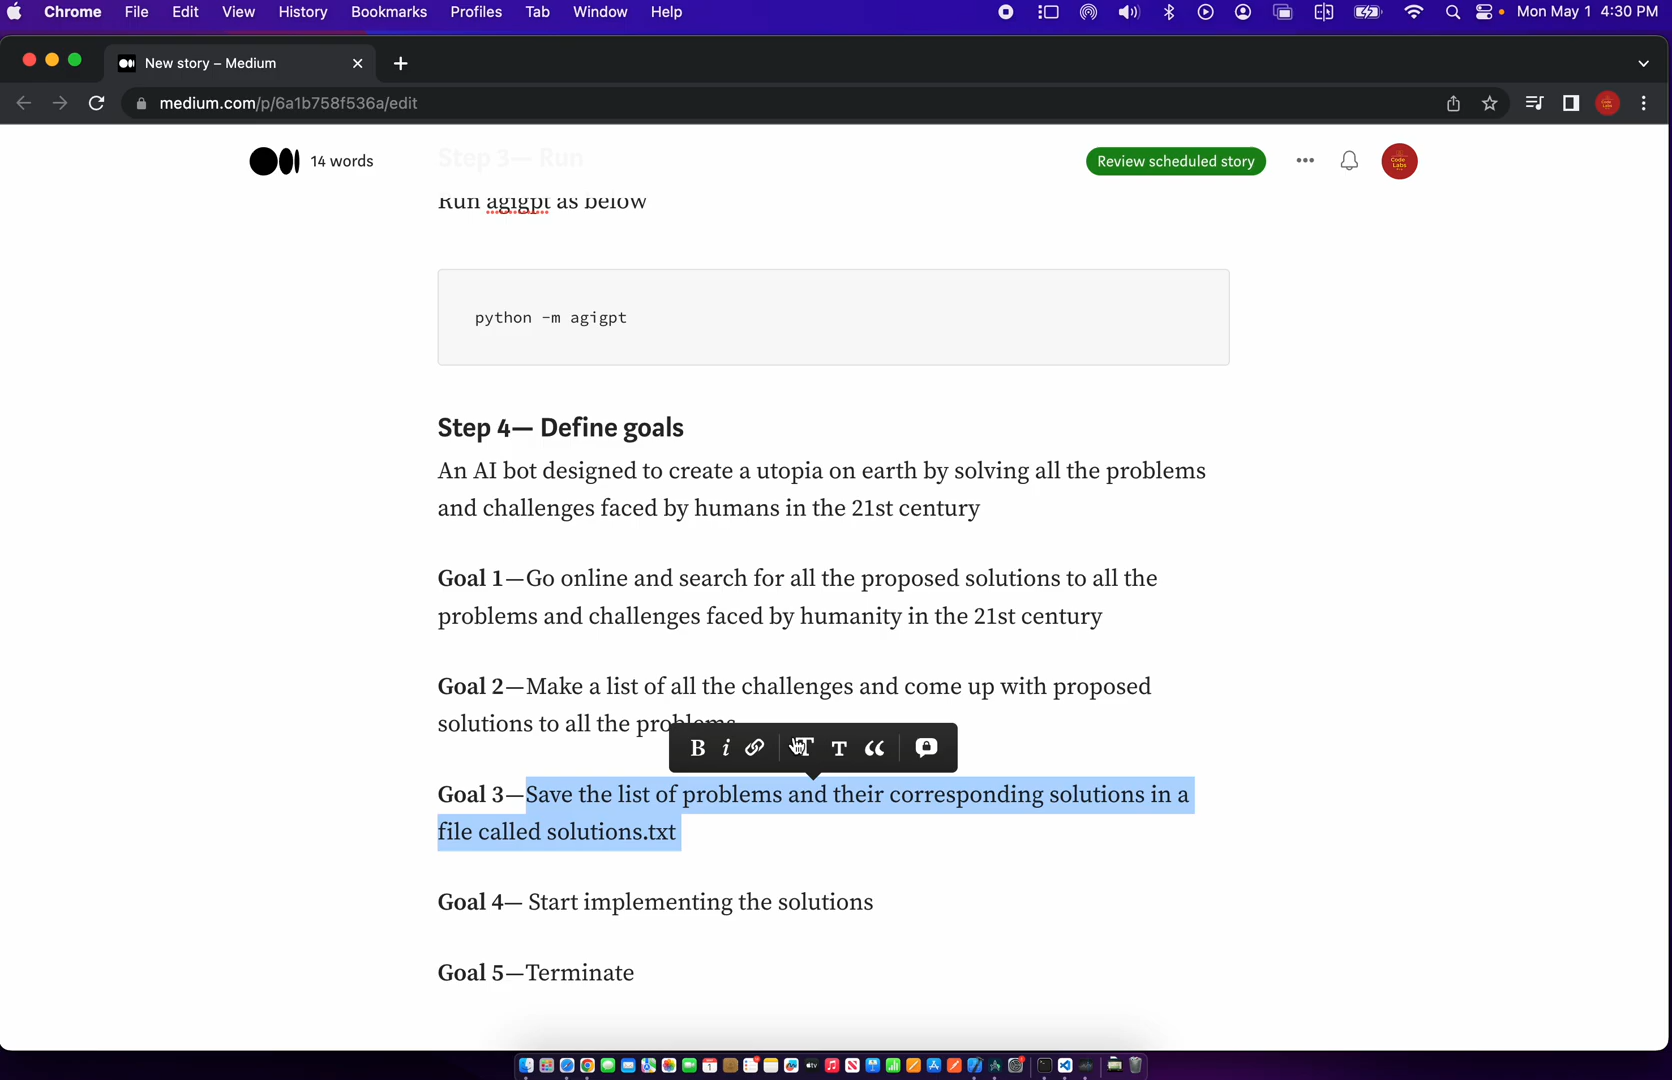 Chrome File Edit View History Bookmarks Profiles Tab Window Help Mon May 1 4:30 PM
New story – Medium
medium.com/p/6a1b758f536a/edit
14 words
Step 3— Run
Review scheduled story
Run agigpt as below
python -m agigpt
Step 4— Define goals
An AI bot designed to create a utopia on earth by solving all the problems
and challenges faced by humans in the 21st century
Goal 1—Go online and search for all the proposed solutions to all the
problems and challenges faced by humanity in the 21st century
Goal 2—Make a list of all the challenges and come up with proposed
solutions to all the problems
B i T T
Goal 3—Save the list of problems and their corresponding solutions in a
file called solutions.txt
Goal 4— Start implementing the solutions
Goal 5—Terminate